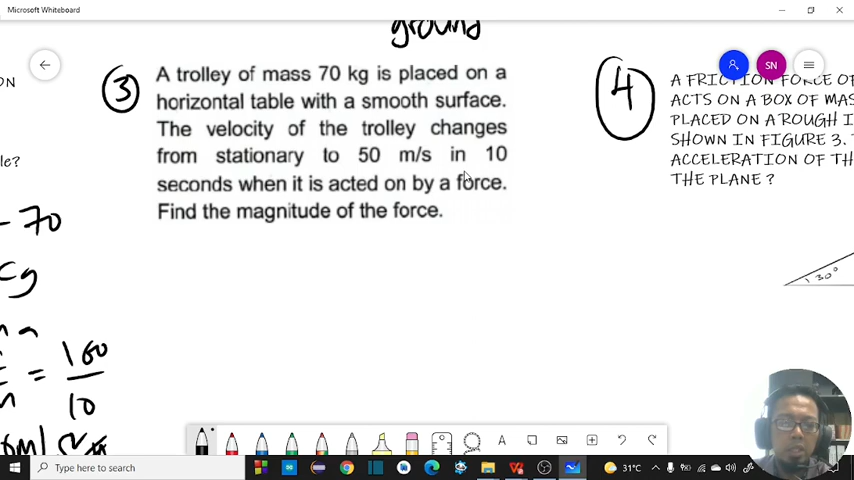 Microsoft Whiteboard
ground
ON
3
A trolley of mass 70 kg is placed on a
horizontal table with a smooth surface.
The velocity of the trolley changes
from stationary to 50 m/s in 10
seconds when it is acted on by a force.
Find the magnitude of the force.
4
SN
A FRICTION FORCE OF
ACTS ON A BOX OF MAS
PLACED ON A ROUGH I
SHOWN IN FIGURE 3.
ACCELERATION OF TH
THE PLANE ?
30°
le?
- 70
= 160
10
A
Type here to search
31°C